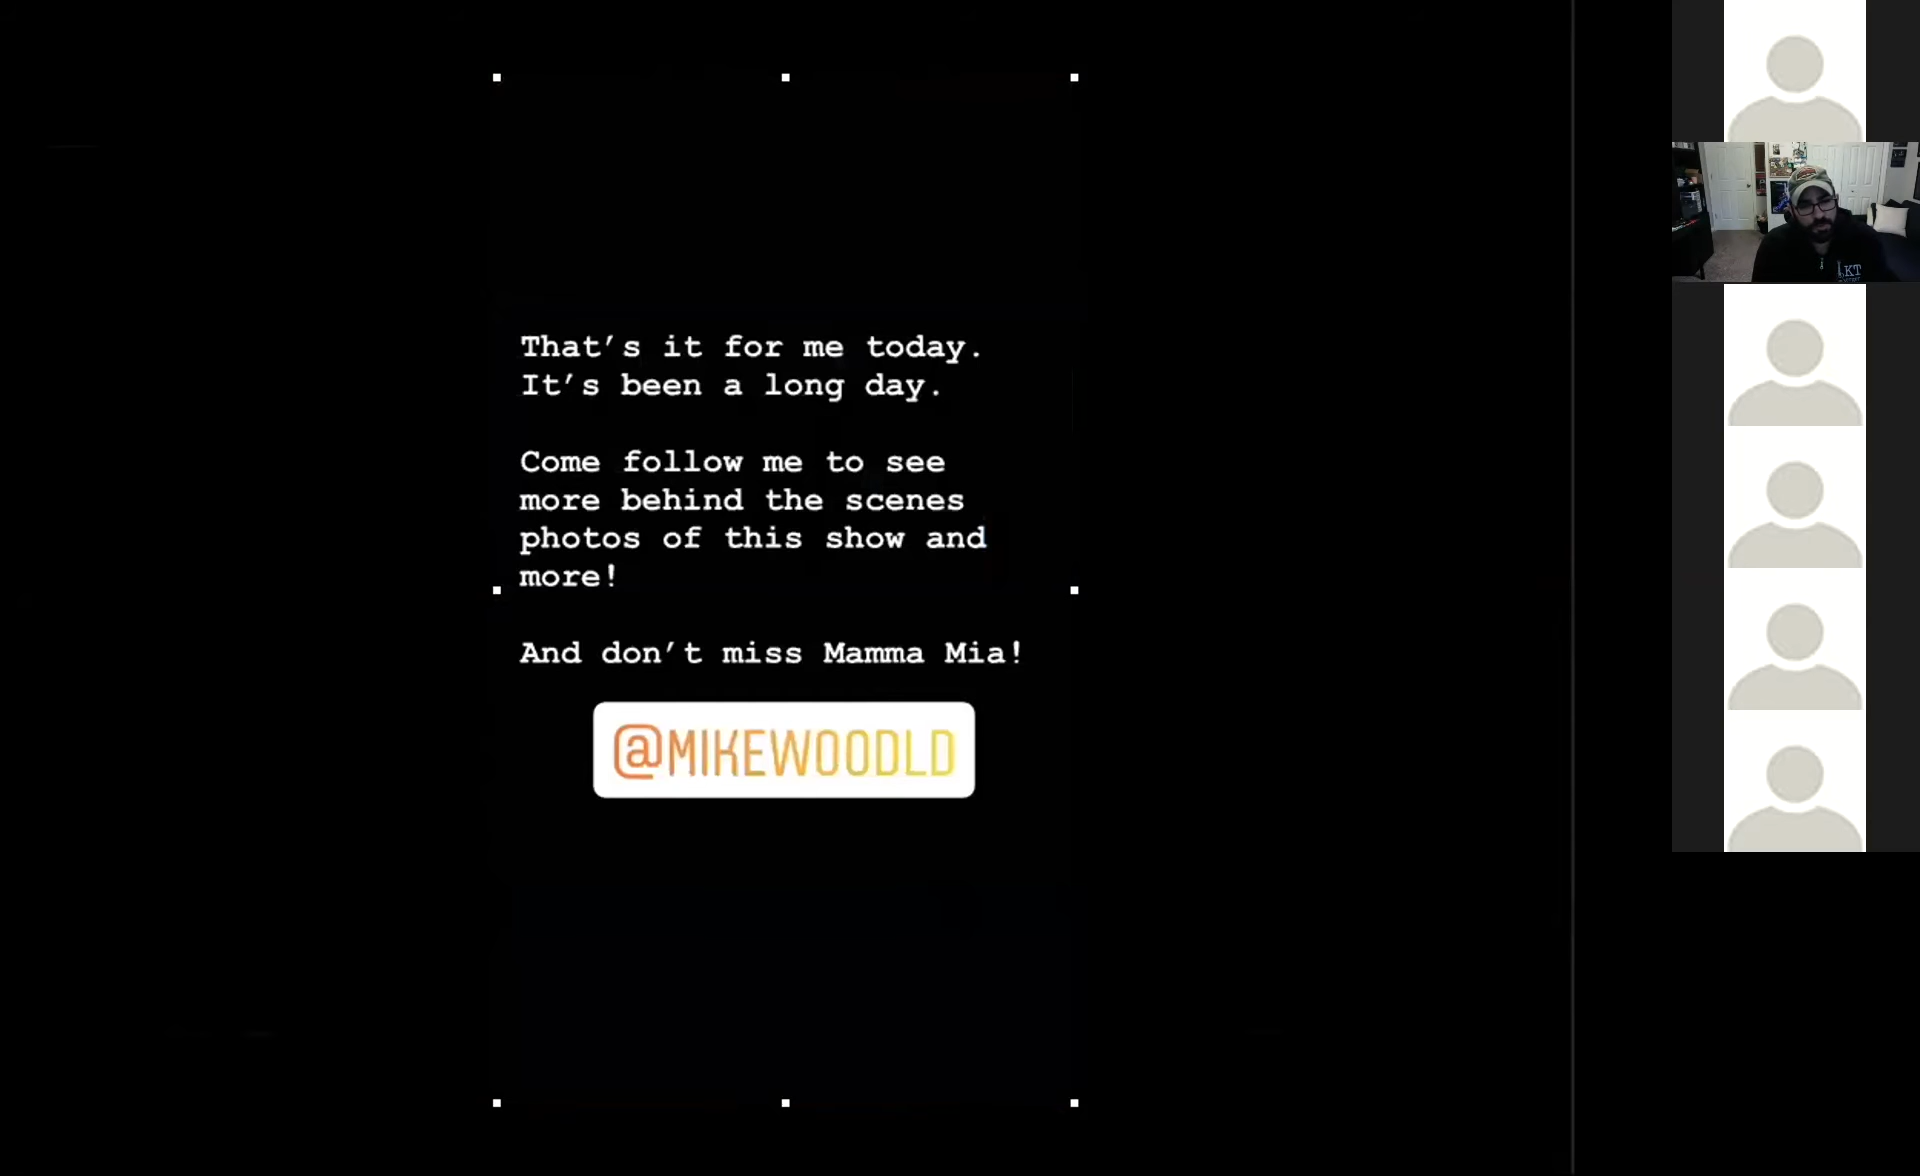 That’s it for me today.
It’s been a long day.
Come follow me to see
more behind the scenes
photos of this show and
more!
And don’t miss Mamma Mia!
@MIKEWOODLD
KT